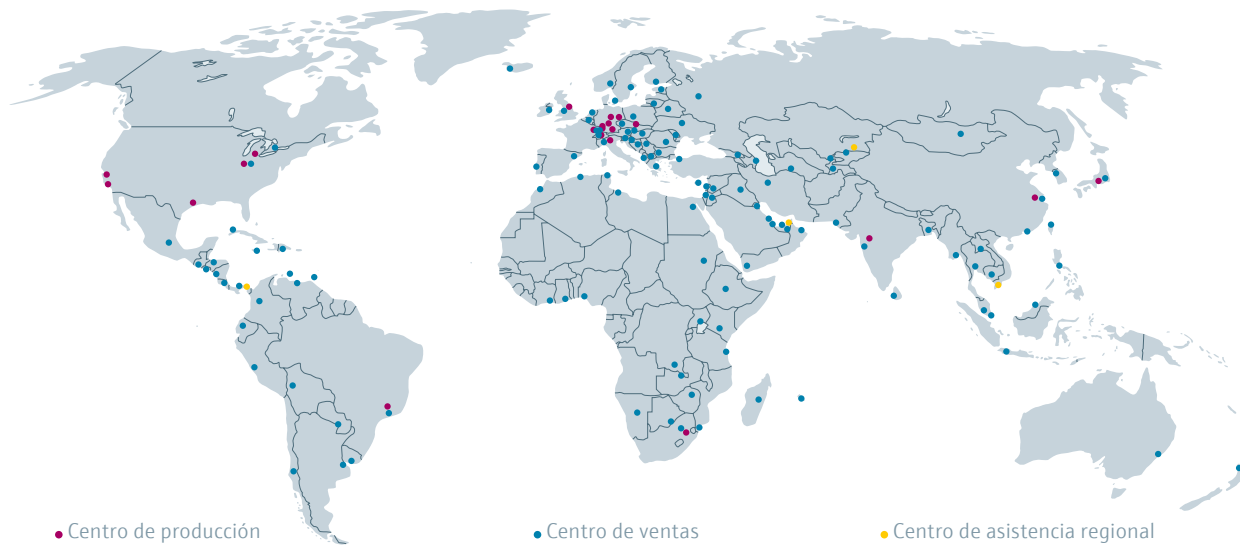 Centro de producción
Centro de ventas
Centro de asistencia regional